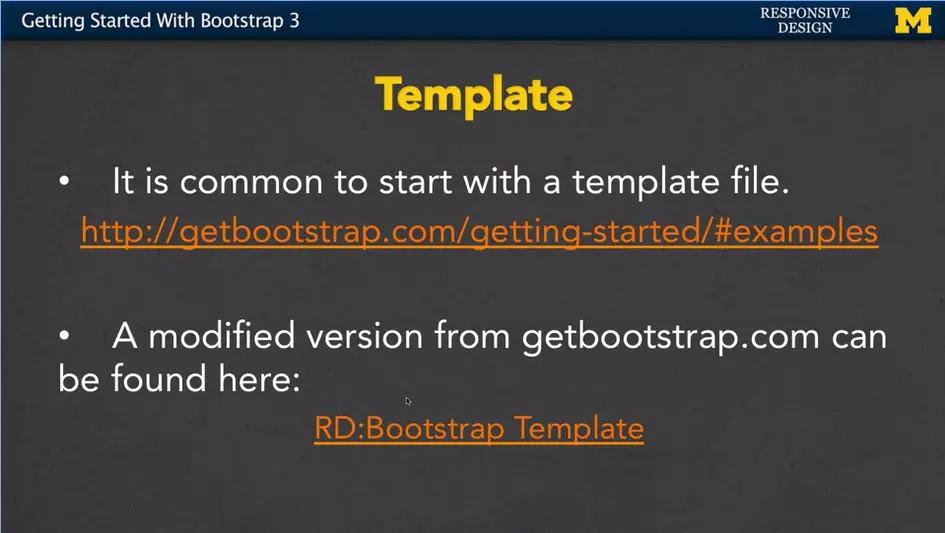 Getting Started With Bootstrap 3
RESPONSIVE
DESIGN
M
Template
• It is common to start with a template file.
http://getbootstrap.com/getting-started/#examples
• A modified version from getbootstrap.com can
be found here:
RD:Bootstrap Template